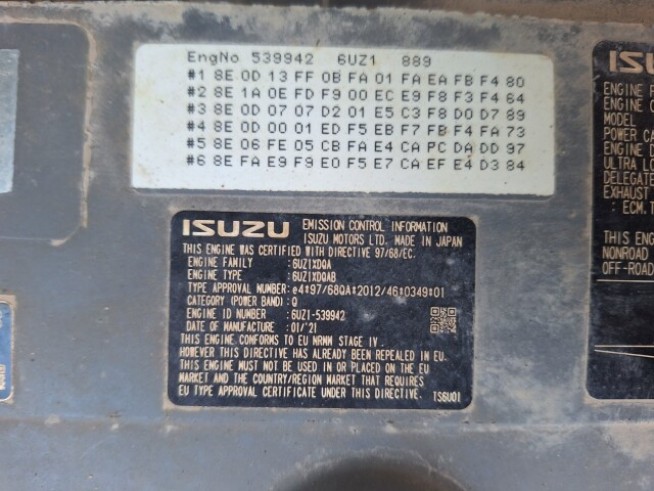 EngNo 539942 6UZ1 889
#1 8E 0D 13 FF 0B FA 01 FA EA FB F4 80
#2 8E 1A 0E FD F9 00 EC E9 F8 F3 F4 64
#3 8E 0D 07 07 D2 01 E5 C3 F8 D0 D7 89
#4 8E 0D 00 01 ED F5 EB F7 FB F4 FA 73
#5 8E 06 FE 05 CB FA E4 CA PC DA DD 97
#6 8E FA E9 F9 E0 F5 E7 CA EF E4 D3 84
ISUZU EMISSION CONTROL INFORMATION
ISUZU MOTORS LTD. MADE IN JAPAN
THIS ENGINE WAS CERTIFIED WITH DIRECTIVE 97/68/EC.
ENGINE FAMILY : 6UZ1XDQA
ENGINE TYPE : 6UZ1XDQAB
TYPE APPROVAL NUMBER: e4*97/68QA*2012/46*0349*01
CATEGORY (POWER BAND): Q
ENGINE ID NUMBER : 6UZ1-539942
DATE OF MANUFACTURE : 01/'21
THIS ENGINE CONFORMS TO EU NRMM STAGE IV.
HOWEVER THIS DIRECTIVE HAS ALREADY BEEN REPEALED IN EU.
THIS ENGINE MUST NOT BE USED IN OR PLACED ON THE EU
MARKET AND THE COUNTRY/REGION MARKET THAT REQUIRES
EU TYPE APPROVAL CERTIFICATE UNDER THIS DIRECTIVE.
1S6U01
ISUZ
ENGINE
ENGINE
MODEL
POWER CA
ENGINE D
ULTRA LO
DELEGATE
EXHAUST
: ECM, T
THIS ENG
NONROAD
OFF-ROAD